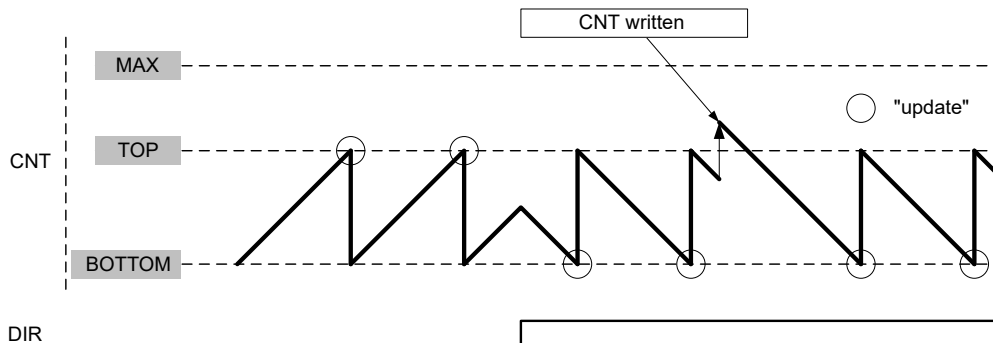 CNT written
MAX
"update"
TOP
CNT
BOTTOM
DIR